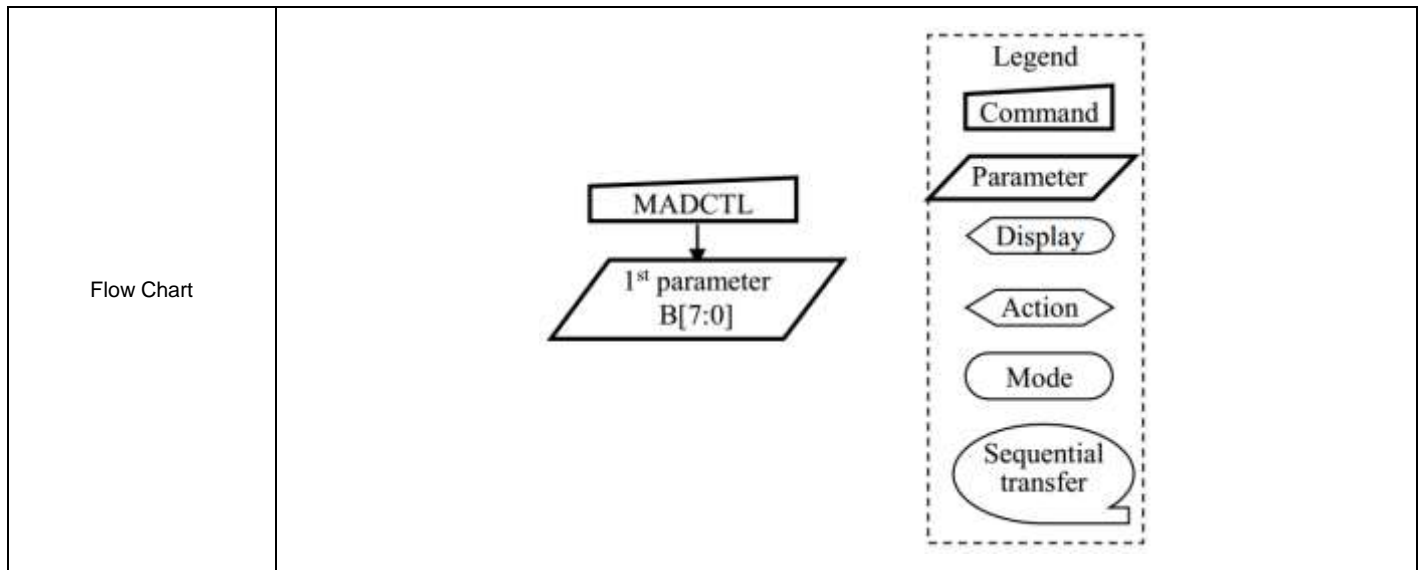 Flow Chart
MADCTL
1st parameter
B[7:0]
Legend
Command
Parameter
Display
Action
Mode
Sequential
transfer